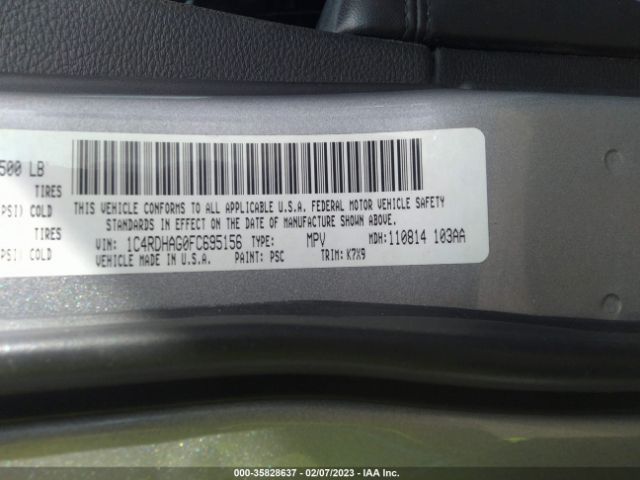 500 LB
TIRES
PSI) COLD
TIRES
PSI) COLD
THIS VEHICLE CONFORMS TO ALL APPLICABLE U.S.A. FEDERAL MOTOR VEHICLE SAFETY
STANDARDS IN EFFECT ON THE DATE OF MANUFACTURE SHOWN ABOVE.
VIN: 1C4RDHAG0FC695156 TYPE: MPV MDH:110814 103AA
VEHICLE MADE IN U.S.A. PAINT: PSC TRIM: K7X9
000-35828637 - 02/07/2023 - IAA Inc.